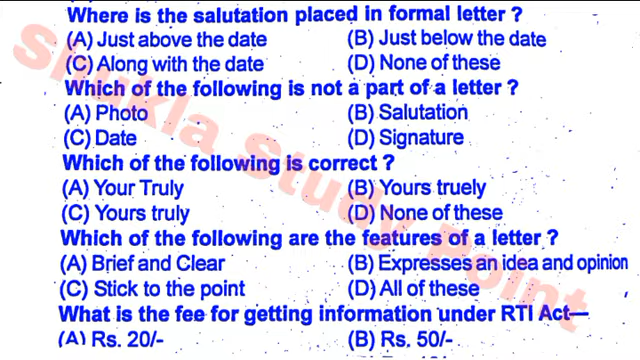 Where is the salutation placed in formal letter ?
(A) Just above the date (B) Just below the date
(C) Along with the date (D) None of these
Which of the following is not a part of a letter ?
(A) Photo (B) Salutation
(C) Date (D) Signature
Which of the following is correct ?
(A) Your Truly (B) Yours truely
(C) Yours truly (D) None of these
Which of the following are the features of a letter ?
(A) Brief and Clear (B) Expresses an idea and opinion
(C) Stick to the point (D) All of these
What is the fee for getting information under RTI Act—
(A) Rs. 20/- (B) Rs. 50/-
Shukla Study Point